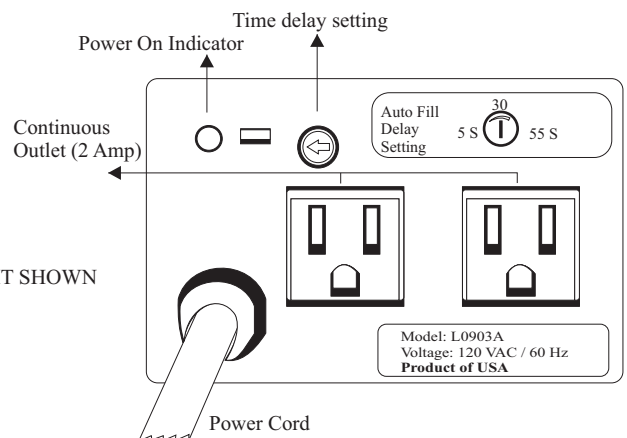 Time delay setting
Power On Indicator
Auto Fill
Delay
Setting
30
5 S
55 S
Continuous
Outlet (2 Amp)
T SHOWN
Model: L0903A
Voltage: 120 VAC / 60 Hz
Product of USA
Power Cord